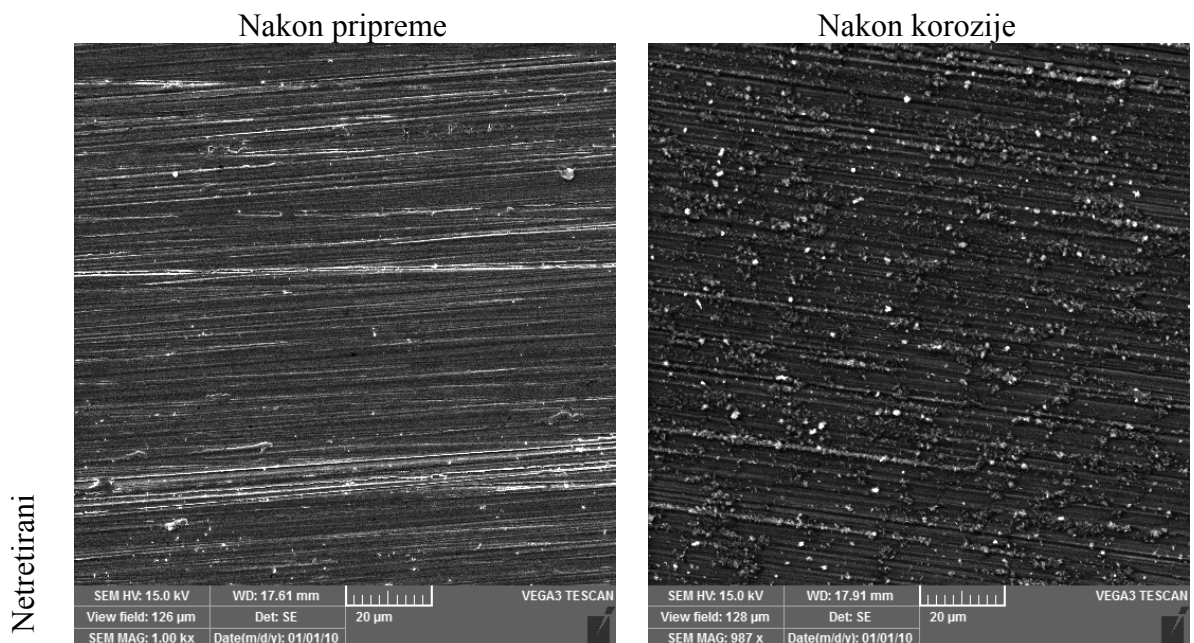 Nakon pripreme
Nakon korozije
Netretirani
SEM HV: 15.0 kV
WD: 17.61 mm
VEGA3 TESCAN
View field: 126 µm
Det: SE
20 µm
SEM MAG: 1.00 kx
Date(m/d/y): 01/01/10
SEM HV: 15.0 kV
WD: 17.91 mm
VEGA3 TESCAN
View field: 128 µm
Det: SE
20 µm
SEM MAG: 987 x
Date(m/d/y): 01/01/10